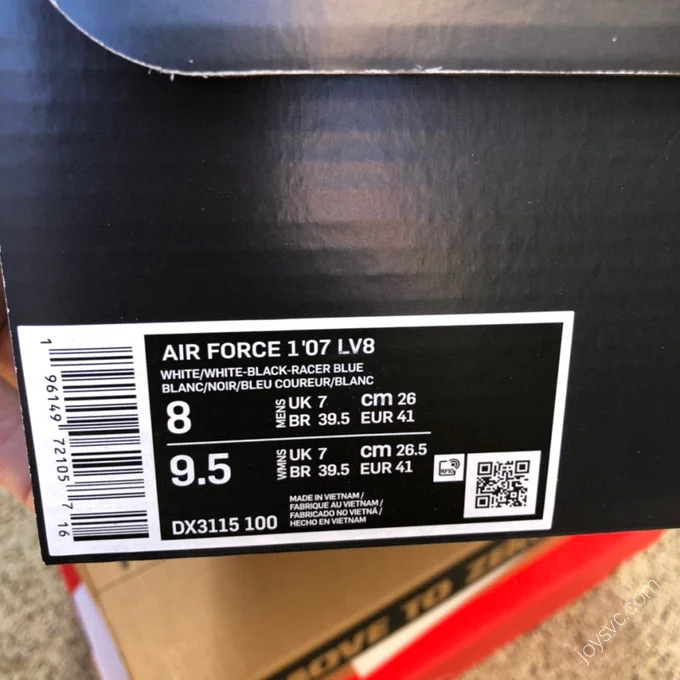 AIR FORCE 1'07 LV8
WHITE/WHITE-BLACK-RACER BLUE
BLANC/NOIR/BLEU COUREUR/BLANC
8 MENS UK 7 cm 26
BR 39.5 EUR 41
9.5 WMNS UK 7 cm 26.5
BR 39.5 EUR 41
RFID
MADE IN VIETNAM /
FABRIQUE AU VIETNAM /
FABRICADO NO VIETNÃ /
HECHO EN VIETNAM
DX3115 100
1 96149 72105 7 16
MOVE TO ZERO
joysvc.com